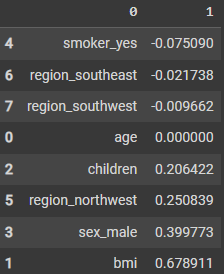 0 1
4 smoker_yes -0.075090
6 region_southeast -0.021738
7 region_southwest -0.009662
0 age 0.000000
2 children 0.206422
5 region_northwest 0.250839
3 sex_male 0.399773
1 bmi 0.678911